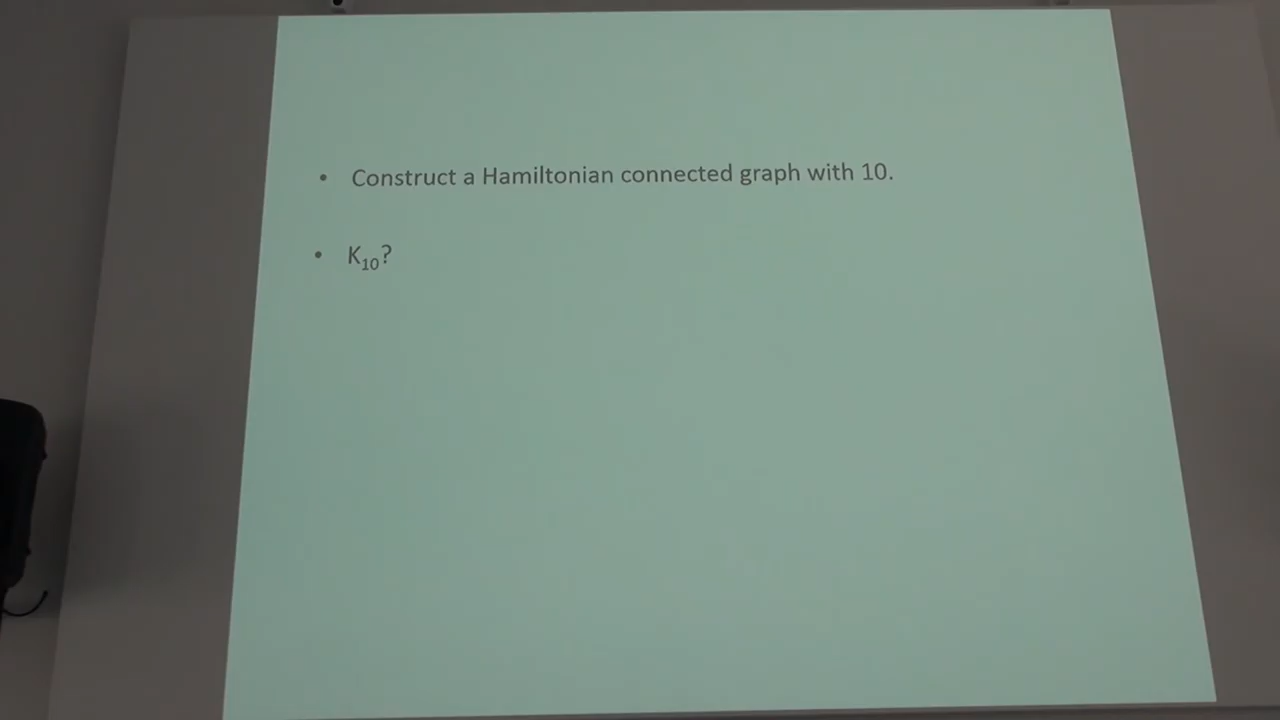 • Construct a Hamiltonian connected graph with 10.
• K₁₀?